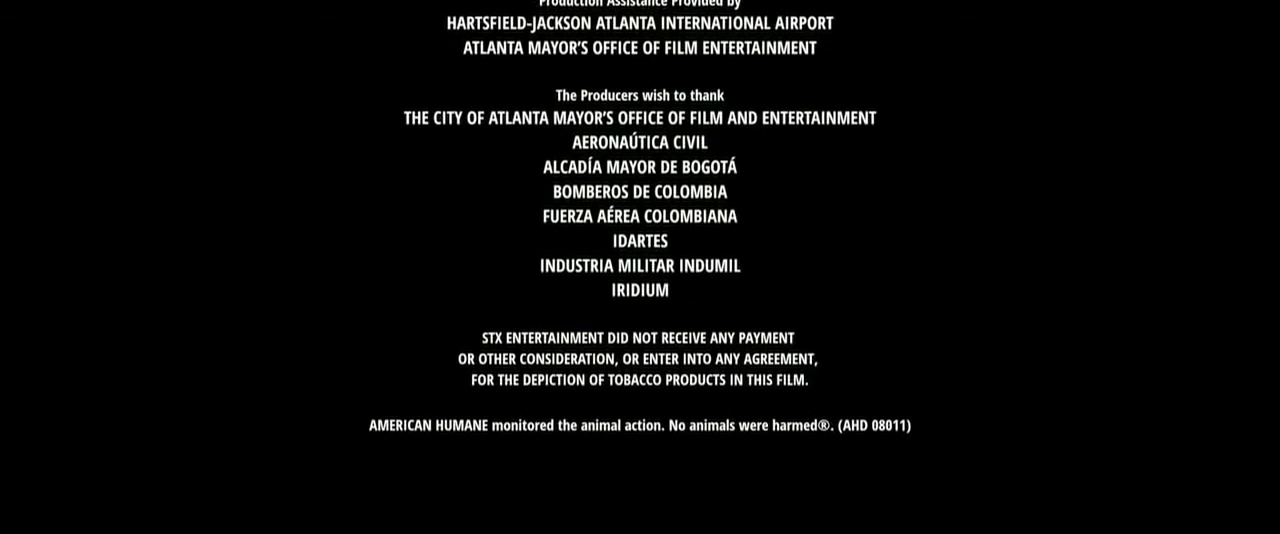 Production Assistance Provided by
HARTSFIELD-JACKSON ATLANTA INTERNATIONAL AIRPORT
ATLANTA MAYOR'S OFFICE OF FILM ENTERTAINMENT
The Producers wish to thank
THE CITY OF ATLANTA MAYOR'S OFFICE OF FILM AND ENTERTAINMENT
AERONAÚTICA CIVIL
ALCADÍA MAYOR DE BOGOTÁ
BOMBEROS DE COLOMBIA
FUERZA AÉREA COLOMBIANA
IDARTES
INDUSTRIA MILITAR INDUMIL
IRIDIUM
STX ENTERTAINMENT DID NOT RECEIVE ANY PAYMENT
OR OTHER CONSIDERATION, OR ENTER INTO ANY AGREEMENT,
FOR THE DEPICTION OF TOBACCO PRODUCTS IN THIS FILM.
AMERICAN HUMANE monitored the animal action. No animals were harmed®. (AHD 08011)